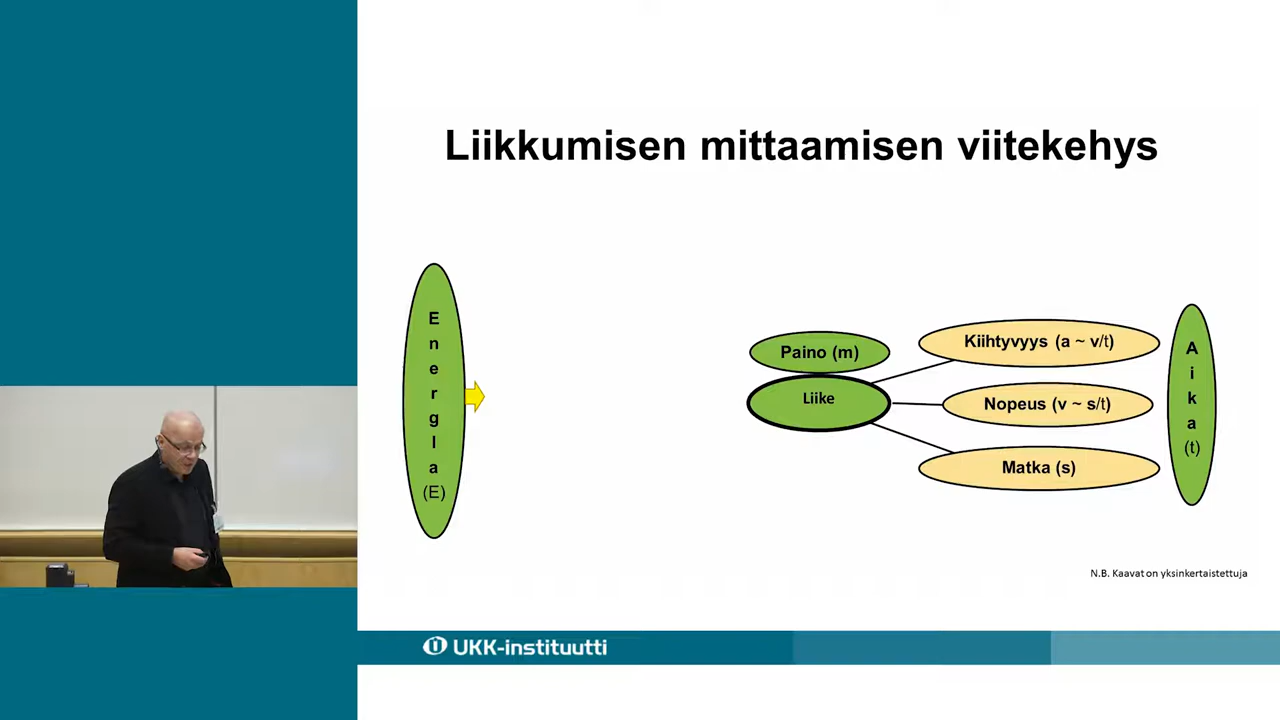 Liikkumisen mittaamisen viitekehys
E
n
e
r
g
I
a
(E)
Paino (m)
Liike
Kiihtyvyys (a ~ v/t)
Nopeus (v ~ s/t)
Matka (s)
A
i
k
a
(t)
N.B. Kaavat on yksinkertaistettuja
UKK-instituutti